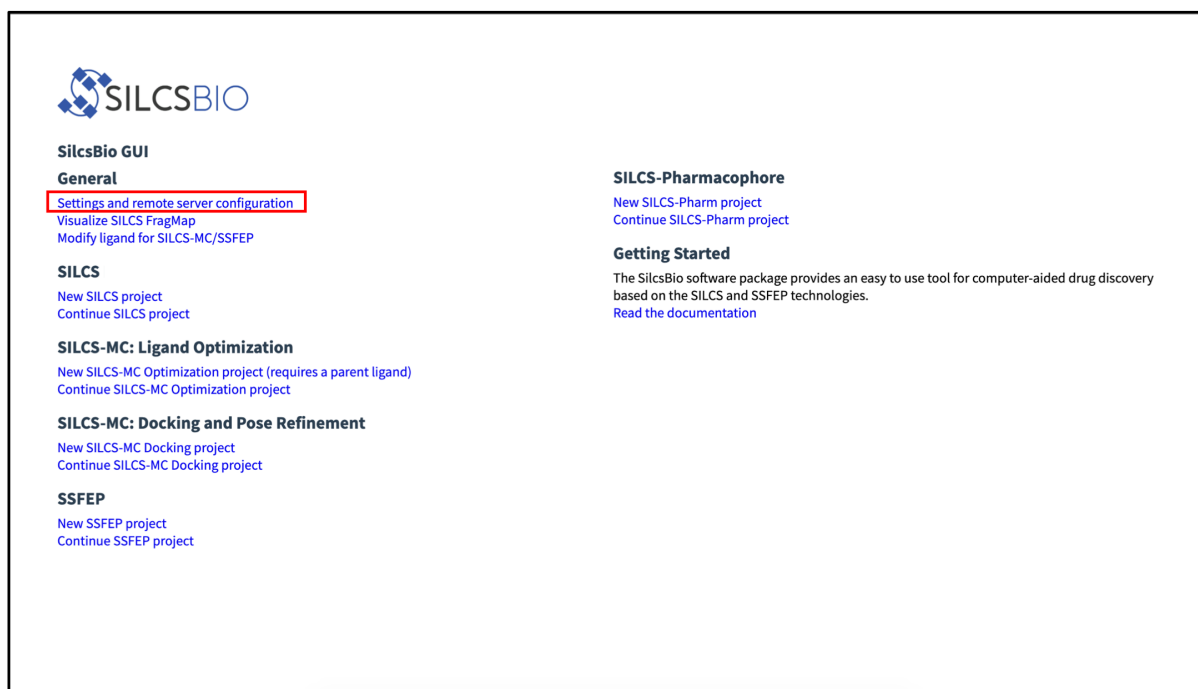 SILCSBIO
SilcsBio GUI
General
Settings and remote server configuration
Visualize SILCS FragMap
Modify ligand for SILCS-MC/SSFEP
SILCS
New SILCS project
Continue SILCS project
SILCS-MC: Ligand Optimization
New SILCS-MC Optimization project (requires a parent ligand)
Continue SILCS-MC Optimization project
SILCS-MC: Docking and Pose Refinement
New SILCS-MC Docking project
Continue SILCS-MC Docking project
SSFEP
New SSFEP project
Continue SSFEP project
SILCS-Pharmacophore
New SILCS-Pharm project
Continue SILCS-Pharm project
Getting Started
The SilcsBio software package provides an easy to use tool for computer-aided drug discovery
based on the SILCS and SSFEP technologies.
Read the documentation